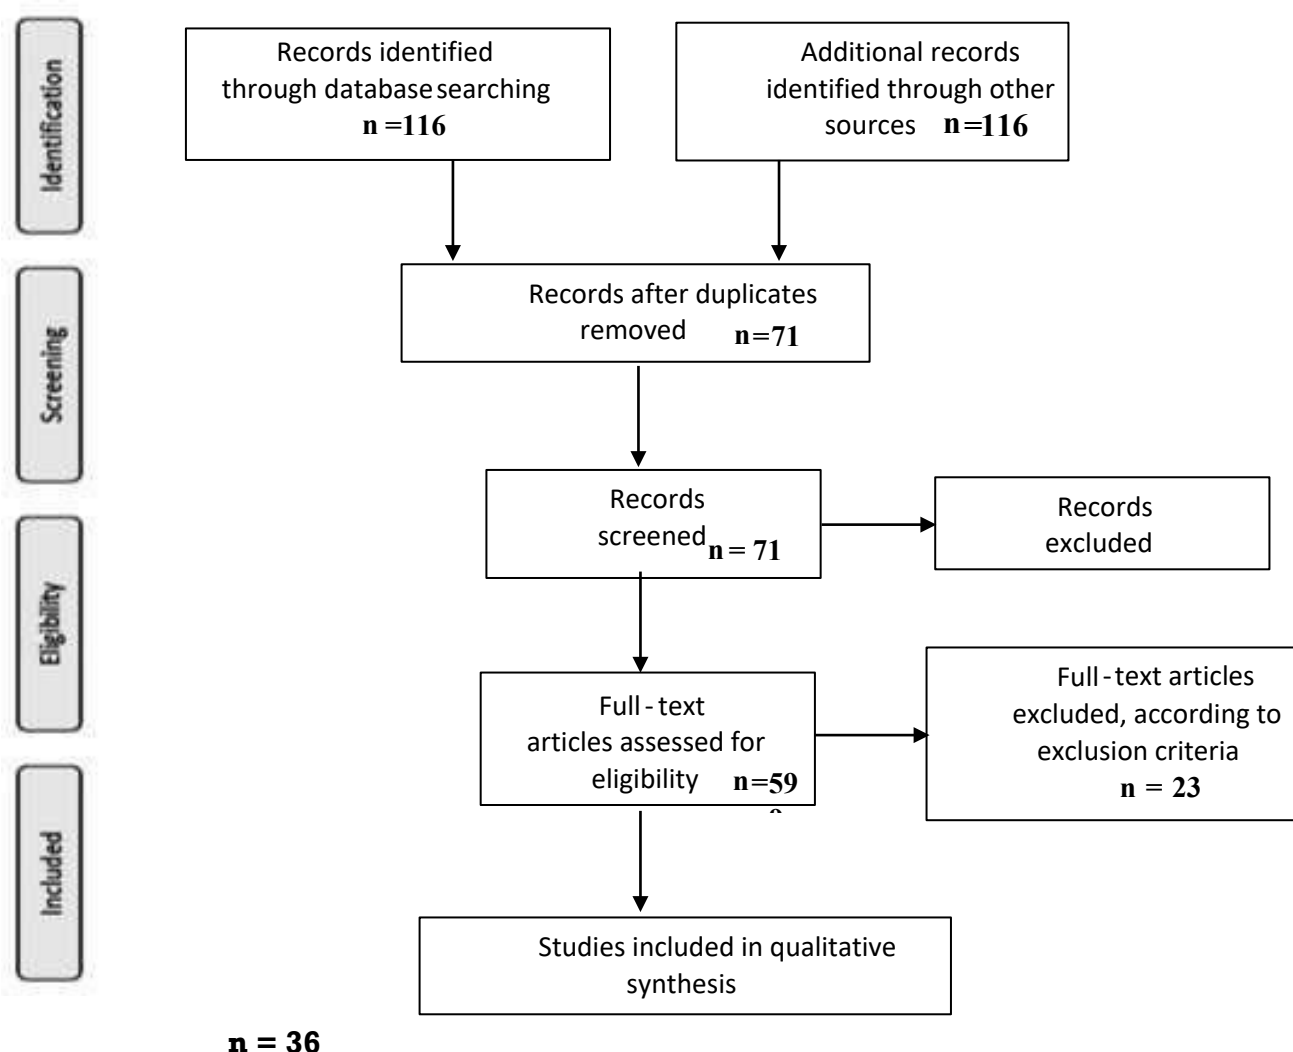 Identification
Records identified
through database searching
n =116
Additional records
identified through other
sources n=116
Screening
Records after duplicates
removed n=71
Records
screened n = 71
Records
excluded
Eligibility
Full-text
articles assessed for
eligibility n=59
Full-text articles
excluded, according to
exclusion criteria
n = 23
Included
Studies included in qualitative
synthesis
n = 36